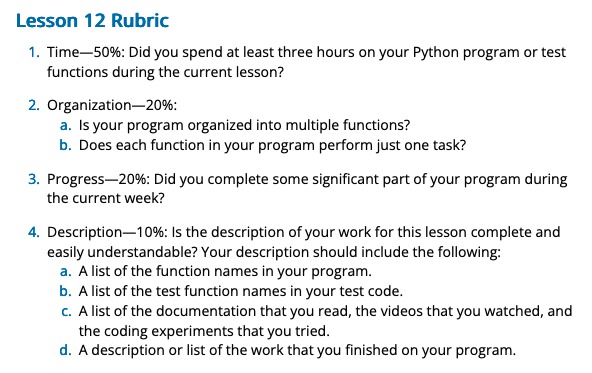 Lesson 12 Rubric
1. Time—50%: Did you spend at least three hours on your Python program or test
functions during the current lesson?
2. Organization—20%:
a. Is your program organized into multiple functions?
b. Does each function in your program perform just one task?
3. Progress—20%: Did you complete some significant part of your program during
the current week?
4. Description—10%: Is the description of your work for this lesson complete and
easily understandable? Your description should include the following:
a. A list of the function names in your program.
b. A list of the test function names in your test code.
c. A list of the documentation that you read, the videos that you watched, and
the coding experiments that you tried.
d. A description or list of the work that you finished on your program.